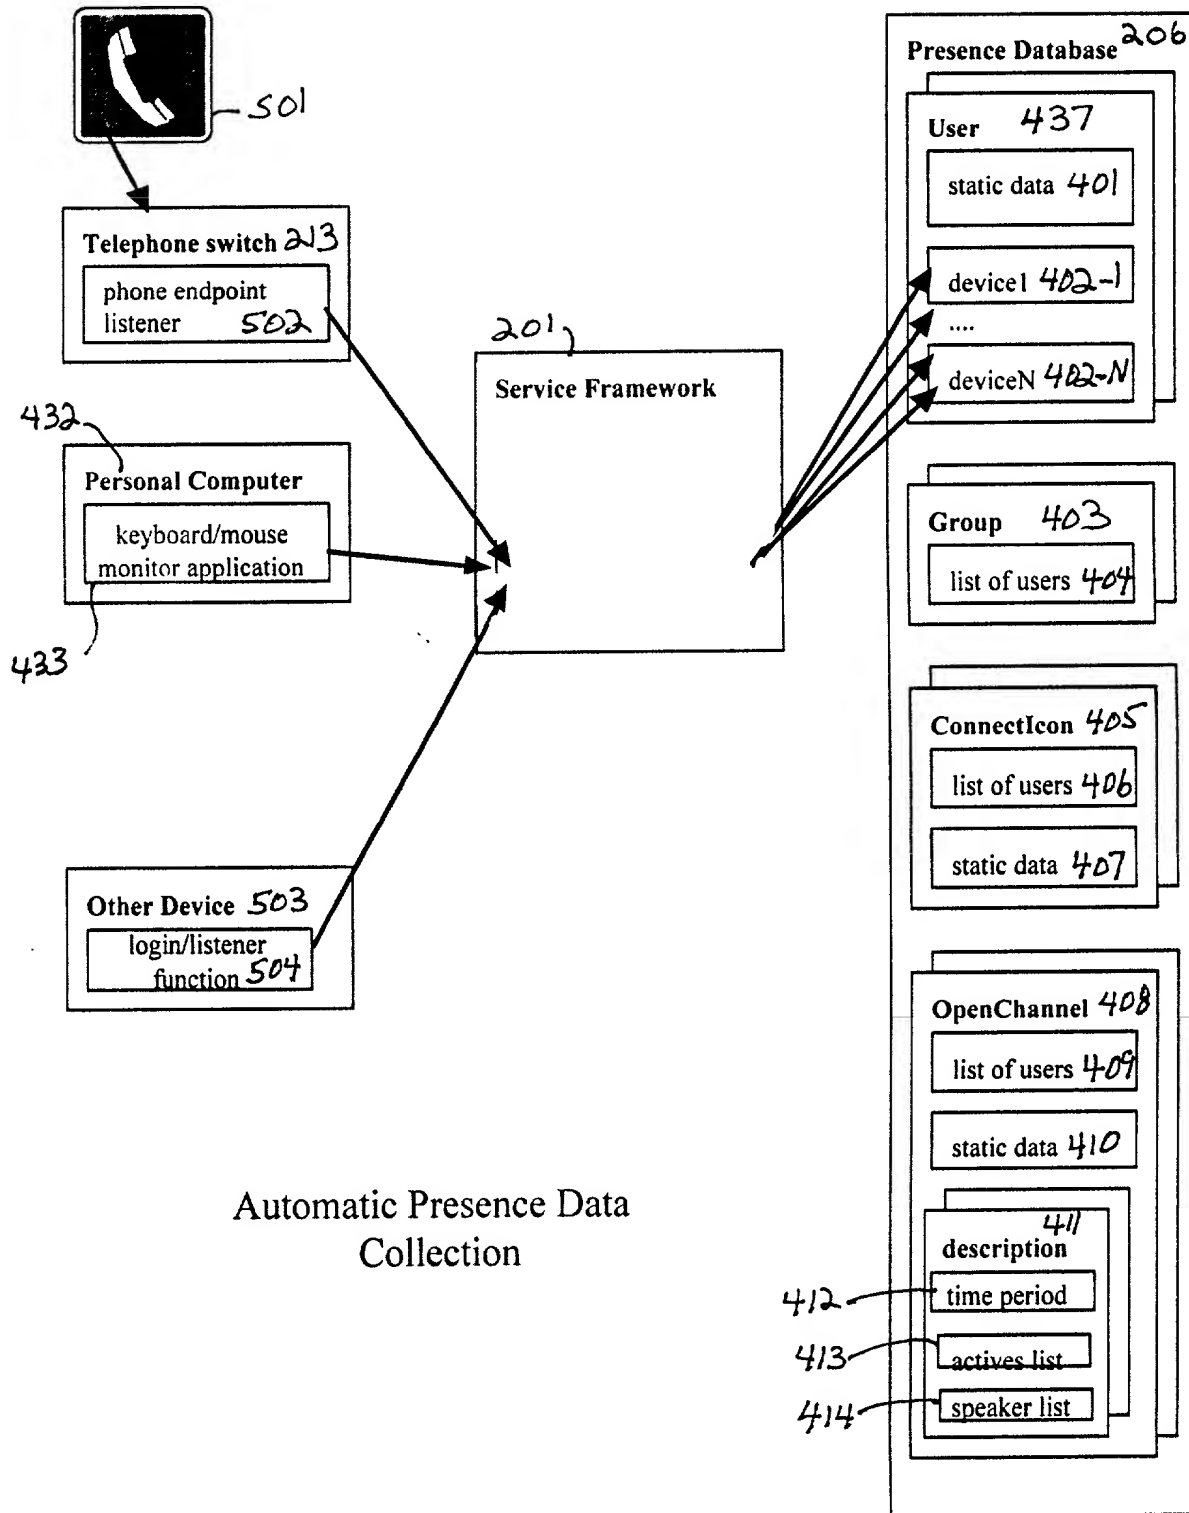 501
Telephone switch 213
phone endpoint
listener 502
432
Personal Computer
keyboard/mouse
monitor application
433
Other Device 503
login/listener
function 504
201
Service Framework
Automatic Presence Data
Collection
Presence Database 206
User 437
static data 401
device1 402-1
....
deviceN 402-N
Group 403
list of users 404
ConnectIcon 405
list of users 406
static data 407
OpenChannel 408
list of users 409
static data 410
411
description
412 time period
413 actives list
414 speaker list